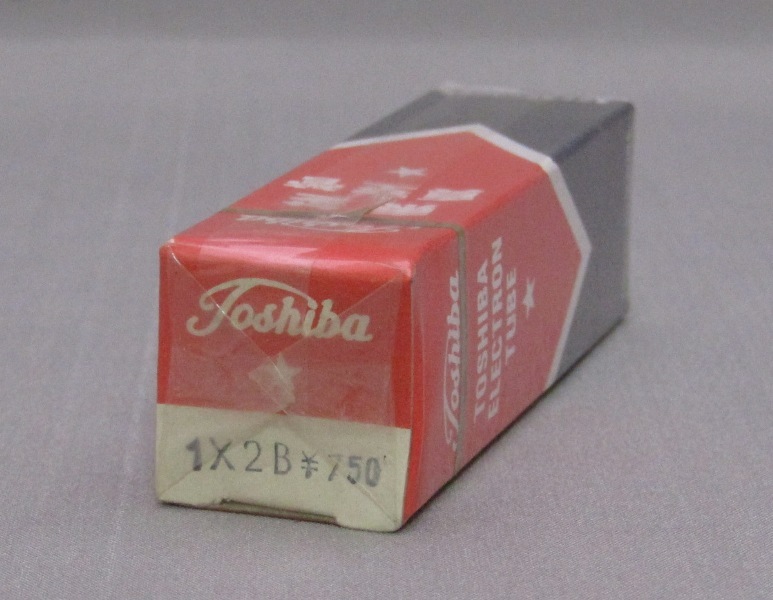 Toshiba
1X2B ¥750
Toshiba
TOSHIBA
ELECTRON
TUBE